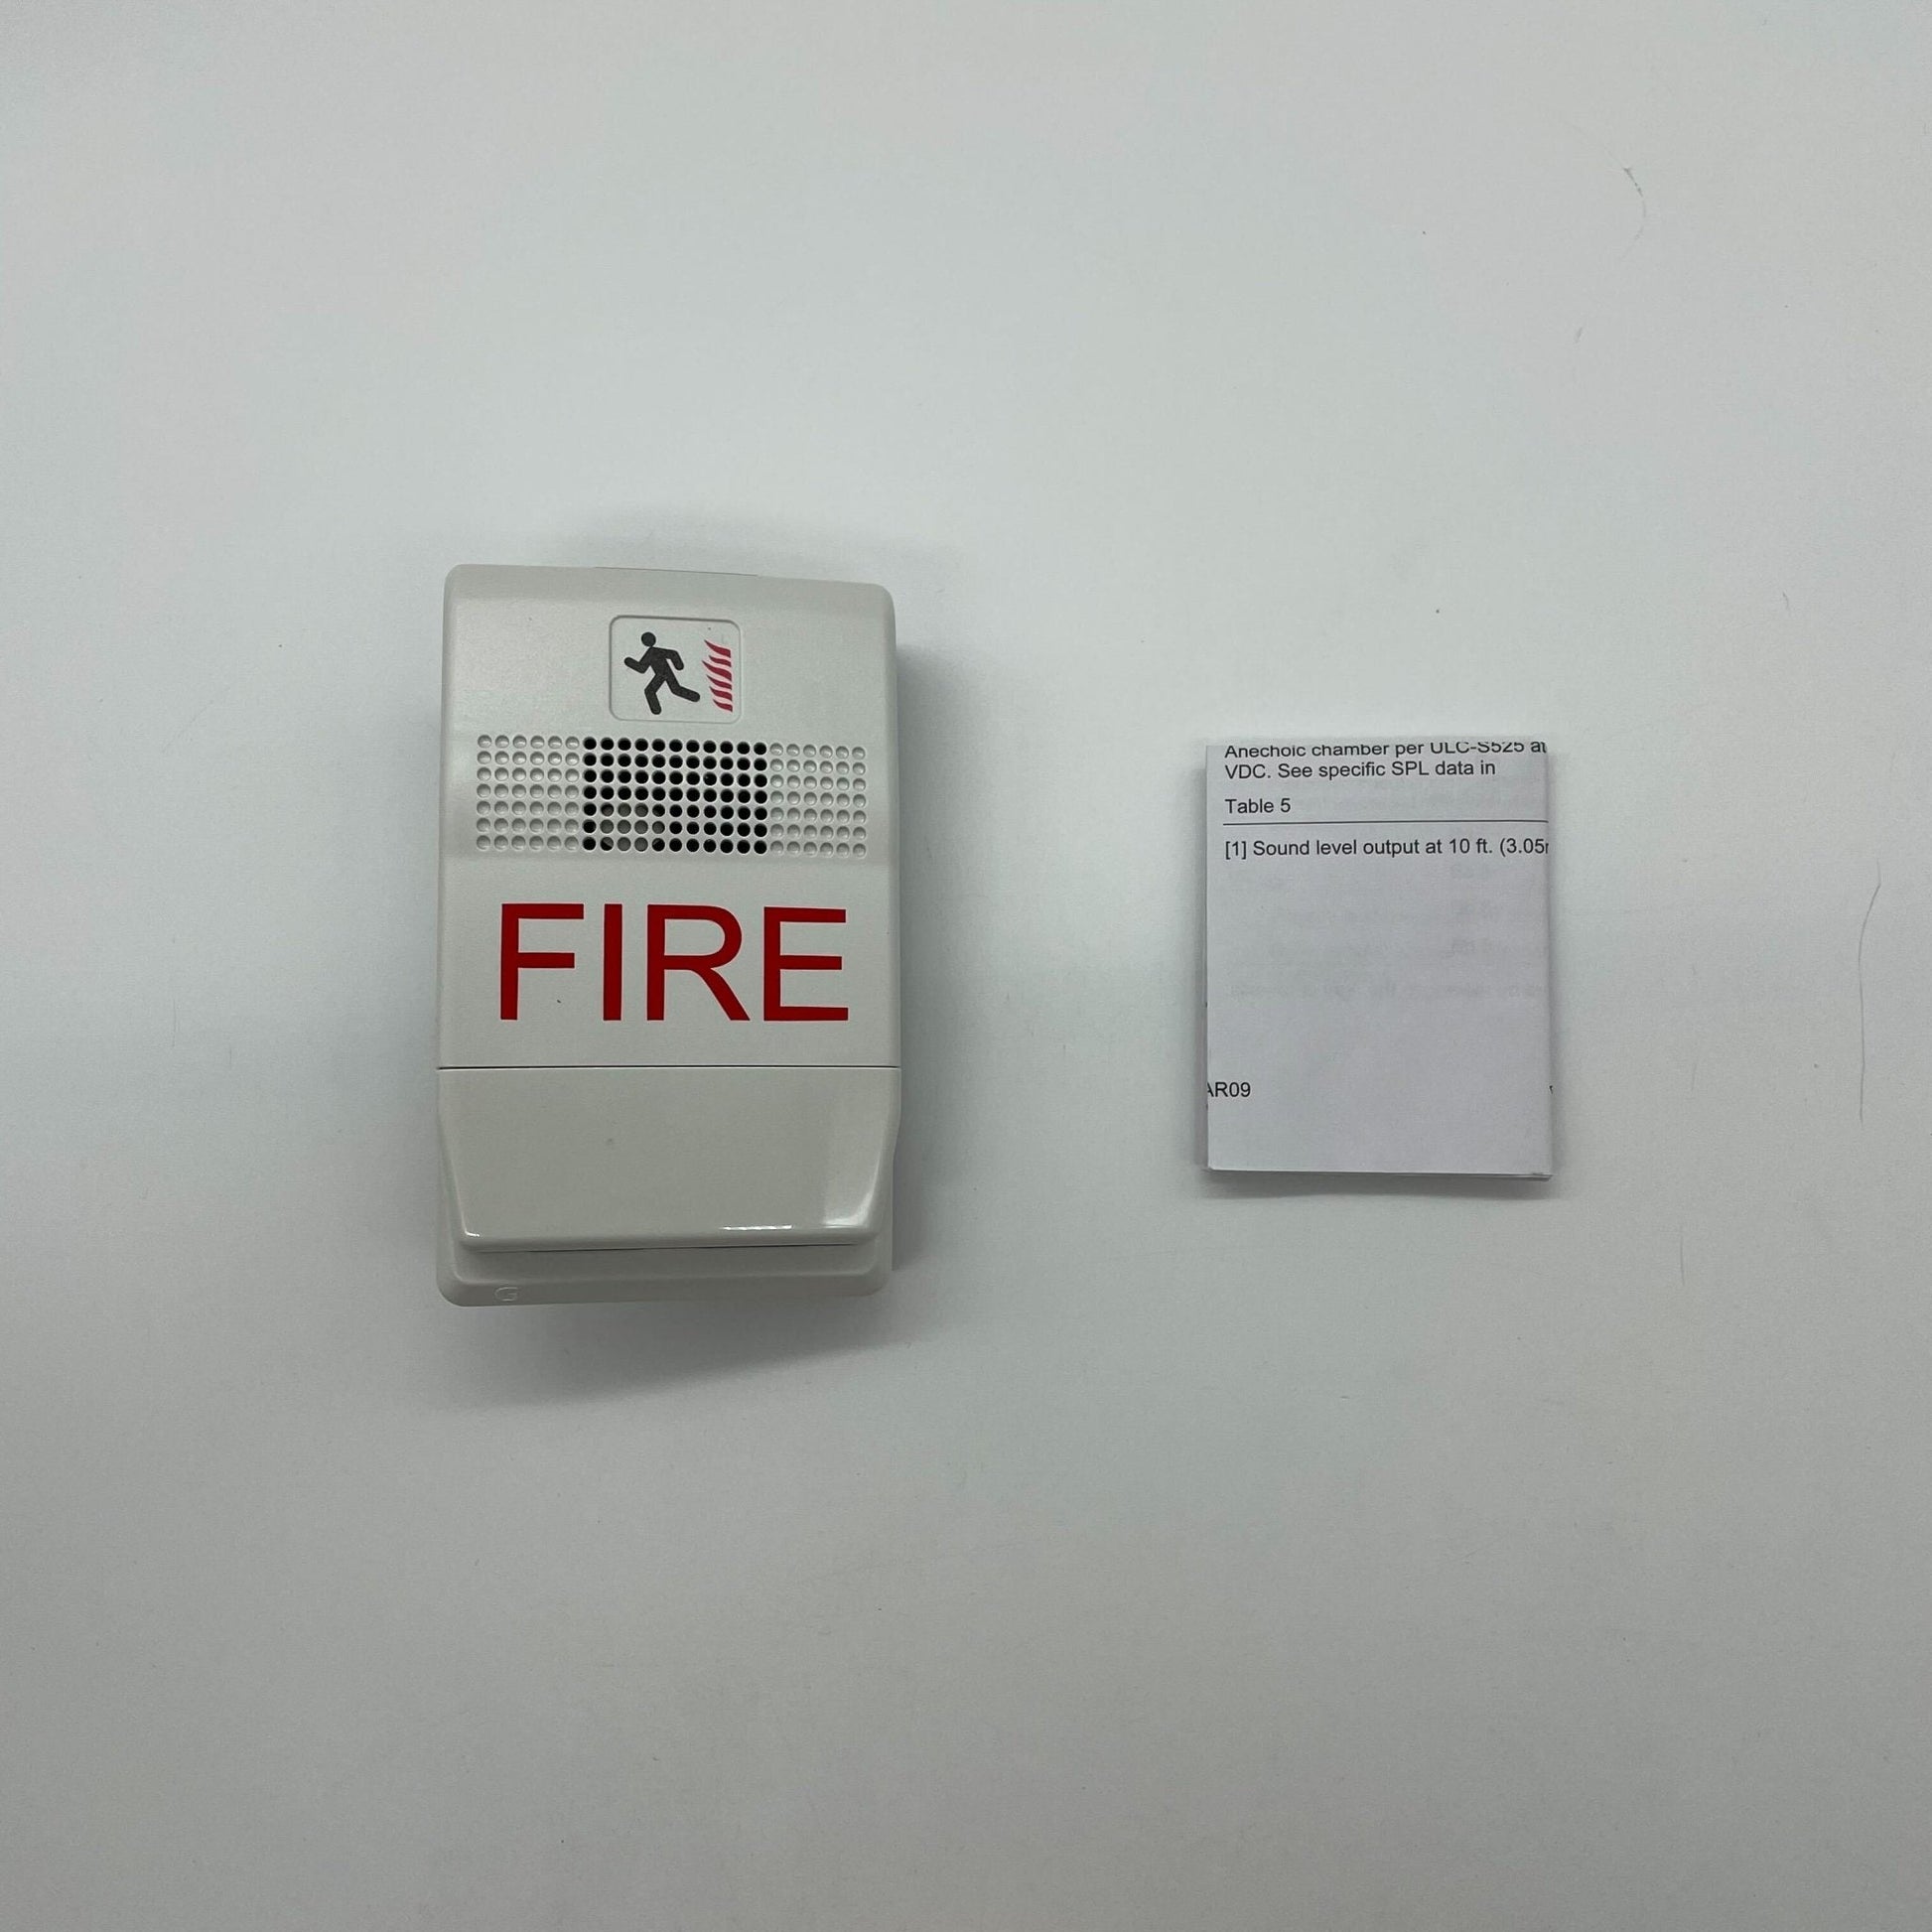 FIRE
G
Anechoic chamber per ULC-S525 at
VDC. See specific SPL data in
Table 5
[1] Sound level output at 10 ft. (3.05
AR09